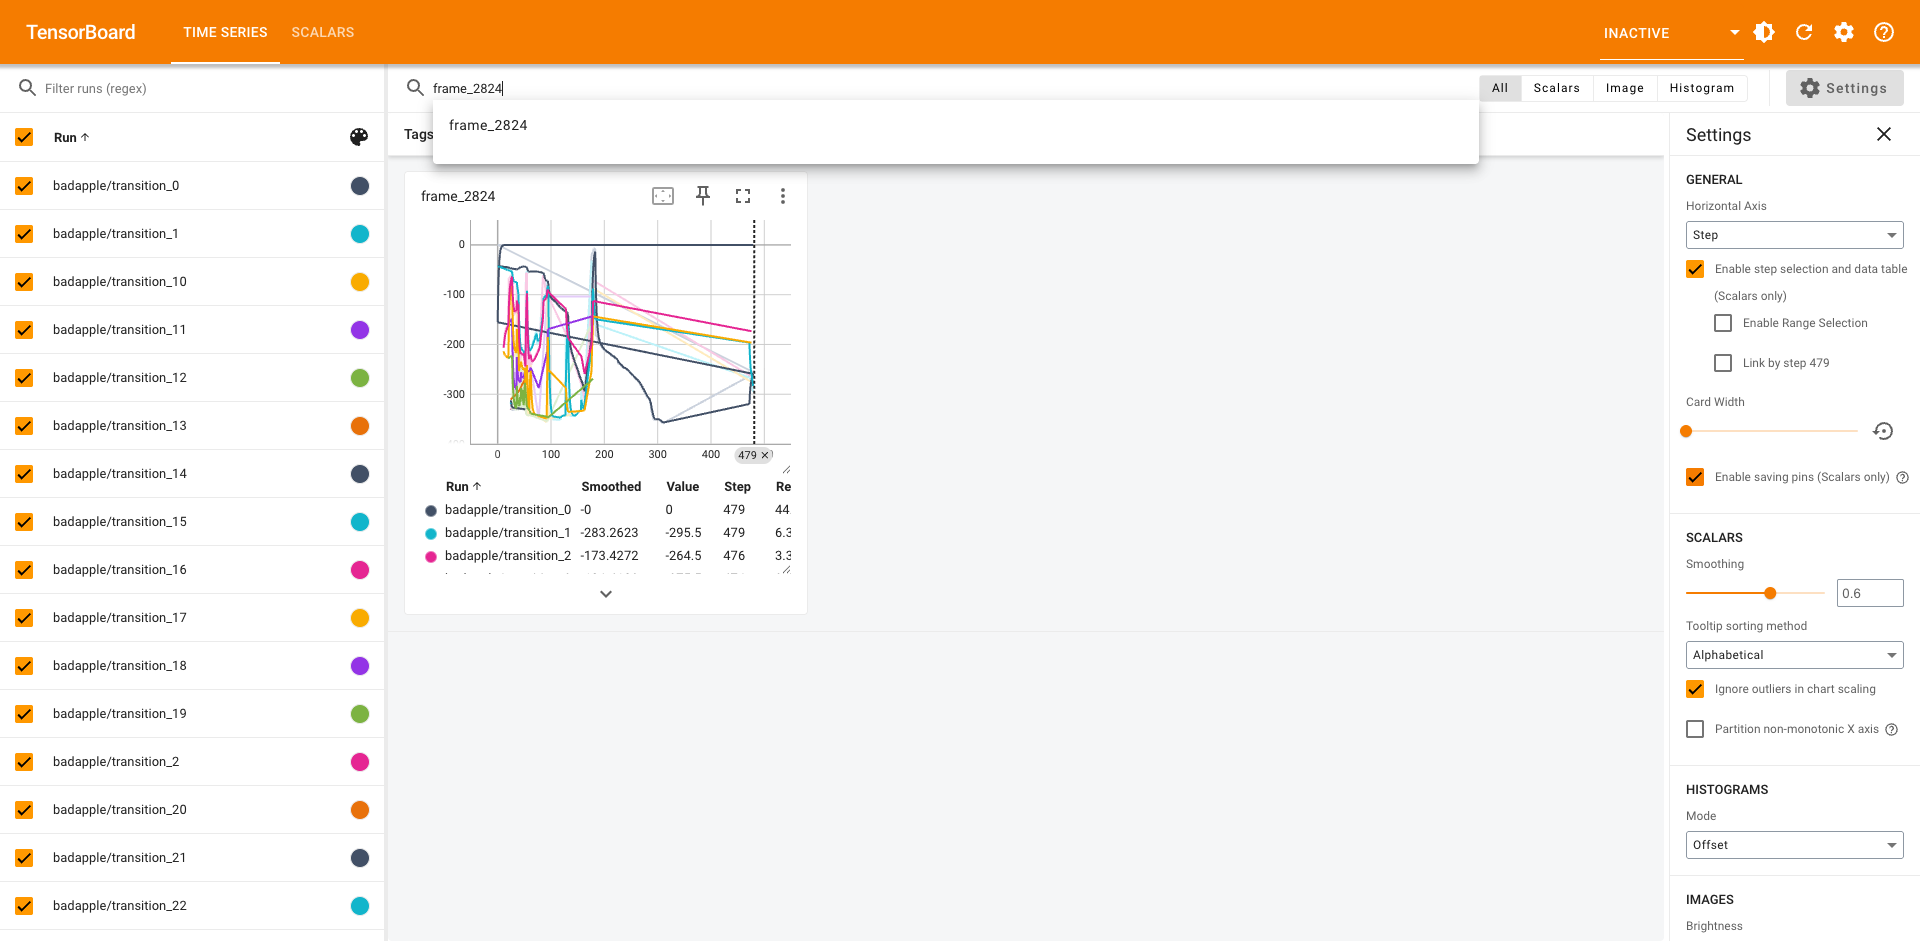 TensorBoard
TIME SERIES
SCALARS
INACTIVE
Filter runs (regex)
frame_2824
All
Scalars
Image
Histogram
Settings
frame_2824
Tags
Run
badapple/transition_0
badapple/transition_1
badapple/transition_10
badapple/transition_11
badapple/transition_12
badapple/transition_13
badapple/transition_14
badapple/transition_15
badapple/transition_16
badapple/transition_17
badapple/transition_18
badapple/transition_19
badapple/transition_2
badapple/transition_20
badapple/transition_21
badapple/transition_22
frame_2824
0
-100
-200
-300
0 100 200 300 400 479
Run Smoothed Value Step Re
badapple/transition_0 -0 0 479 44.
badapple/transition_1 -283.2623 -295.5 479 6.3
badapple/transition_2 -173.4272 -264.5 476 3.3
Settings
GENERAL
Horizontal Axis
Step
Enable step selection and data table
(Scalars only)
Enable Range Selection
Link by step 479
Card Width
Enable saving pins (Scalars only)
SCALARS
Smoothing
0.6
Tooltip sorting method
Alphabetical
Ignore outliers in chart scaling
Partition non-monotonic X axis
HISTOGRAMS
Mode
Offset
IMAGES
Brightness